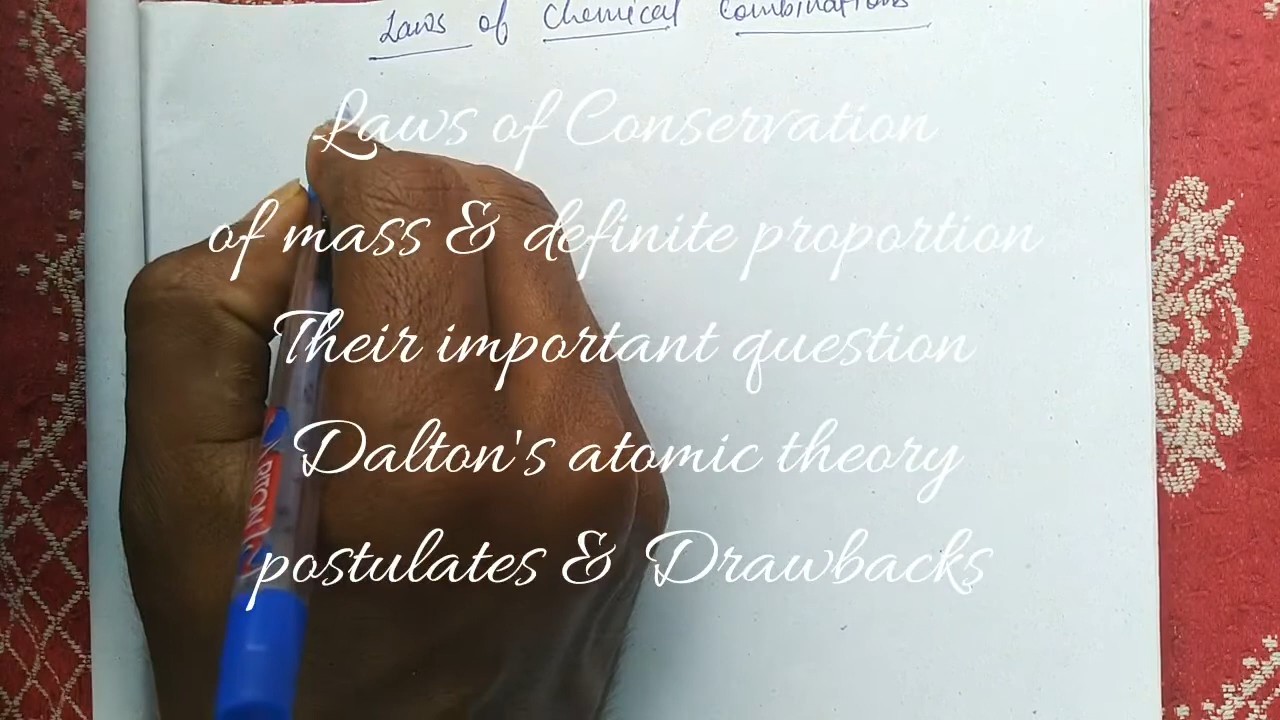 Laws of Chemical Combinations
Laws of Conservation
of mass & definite proportion
Their important question
Dalton's atomic theory
postulates & Drawbacks